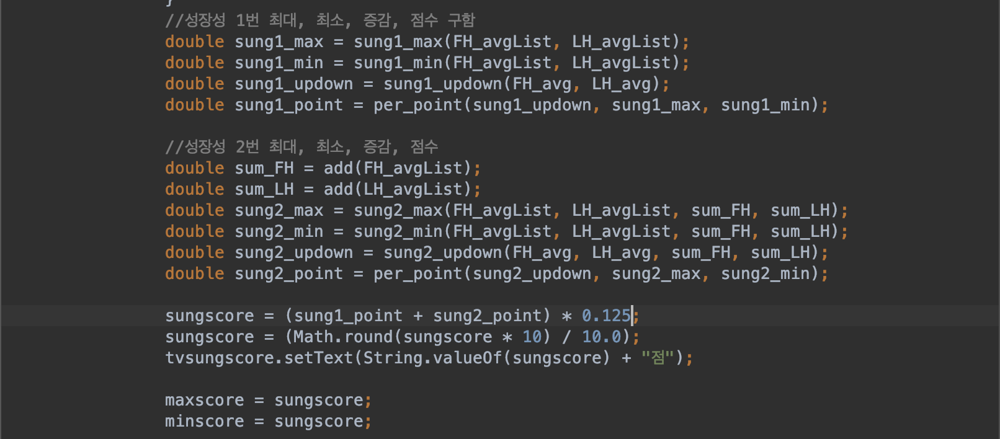 }
//성장성 1번 최대, 최소, 증감, 점수 구함
double sung1_max = sung1_max(FH_avgList, LH_avgList);
double sung1_min = sung1_min(FH_avgList, LH_avgList);
double sung1_updown = sung1_updown(FH_avg, LH_avg);
double sung1_point = per_point(sung1_updown, sung1_max, sung1_min);
//성장성 2번 최대, 최소, 증감, 점수
double sum_FH = add(FH_avgList);
double sum_LH = add(LH_avgList);
double sung2_max = sung2_max(FH_avgList, LH_avgList, sum_FH, sum_LH);
double sung2_min = sung2_min(FH_avgList, LH_avgList, sum_FH, sum_LH);
double sung2_updown = sung2_updown(FH_avg, LH_avg, sum_FH, sum_LH);
double sung2_point = per_point(sung2_updown, sung2_max, sung2_min);
sungscore = (sung1_point + sung2_point) * 0.125;
sungscore = (Math.round(sungscore * 10) / 10.0);
tvsungscore.setText(String.valueOf(sungscore) + "점");
maxscore = sungscore;
minscore = sungscore;